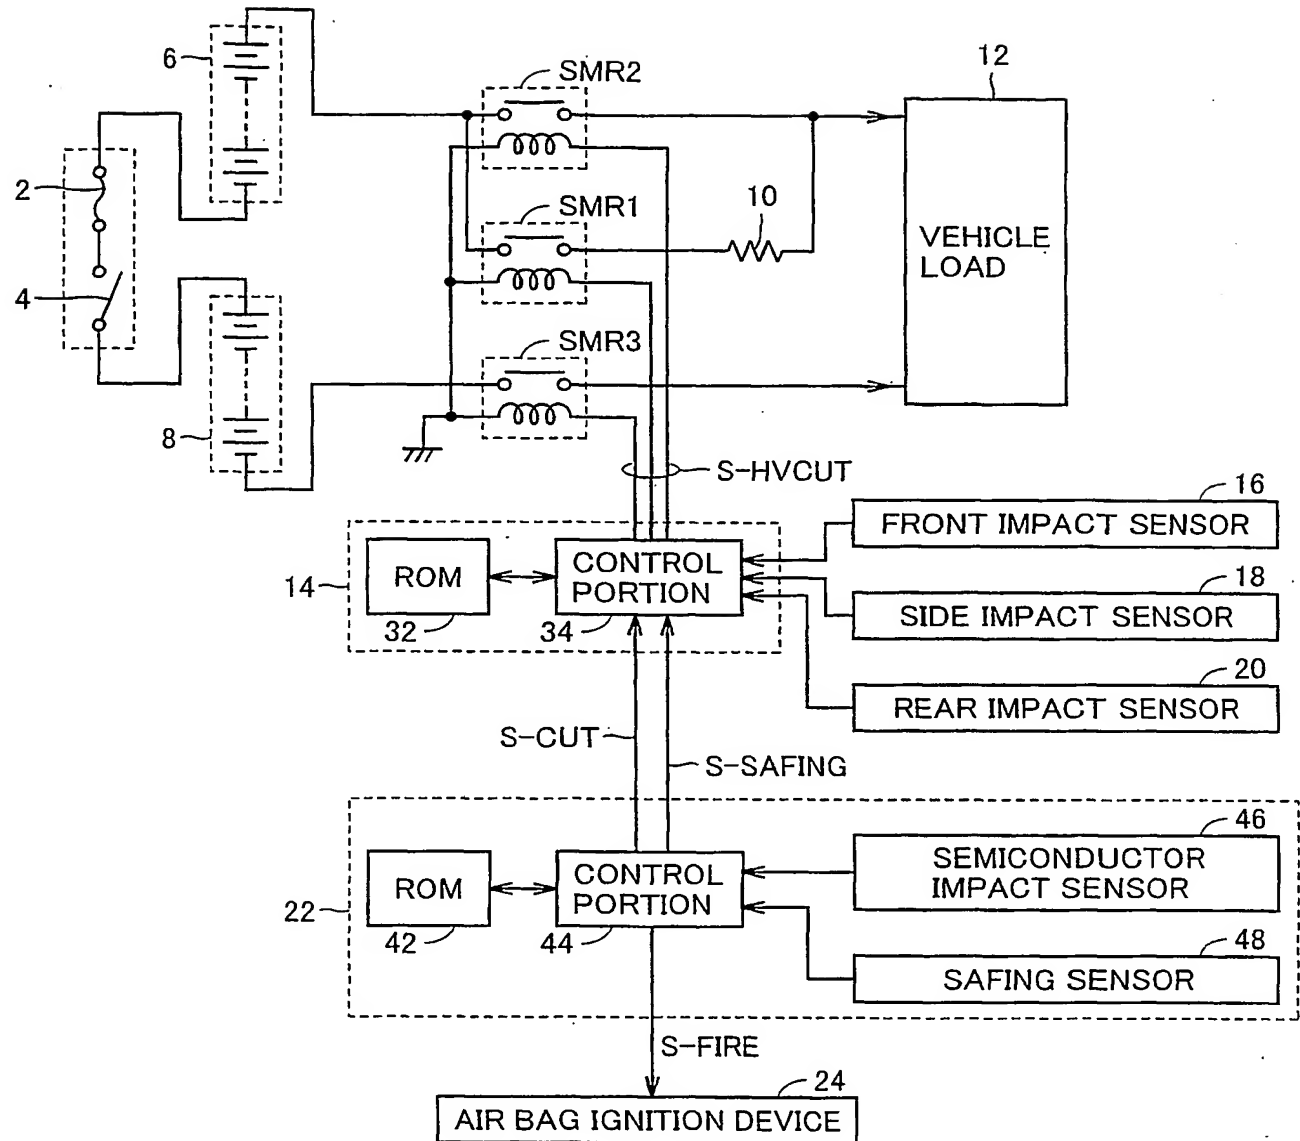 6
SMR2
12
2
SMR1
10
VEHICLE
LOAD
4
SMR3
8
S-HVCUT
16
FRONT IMPACT SENSOR
14
ROM
CONTROL
PORTION
18
SIDE IMPACT SENSOR
32
34
20
REAR IMPACT SENSOR
S-CUT
S-SAFING
46
SEMICONDUCTOR
IMPACT SENSOR
22
ROM
CONTROL
PORTION
42
44
48
SAFING SENSOR
S-FIRE
24
AIR BAG IGNITION DEVICE